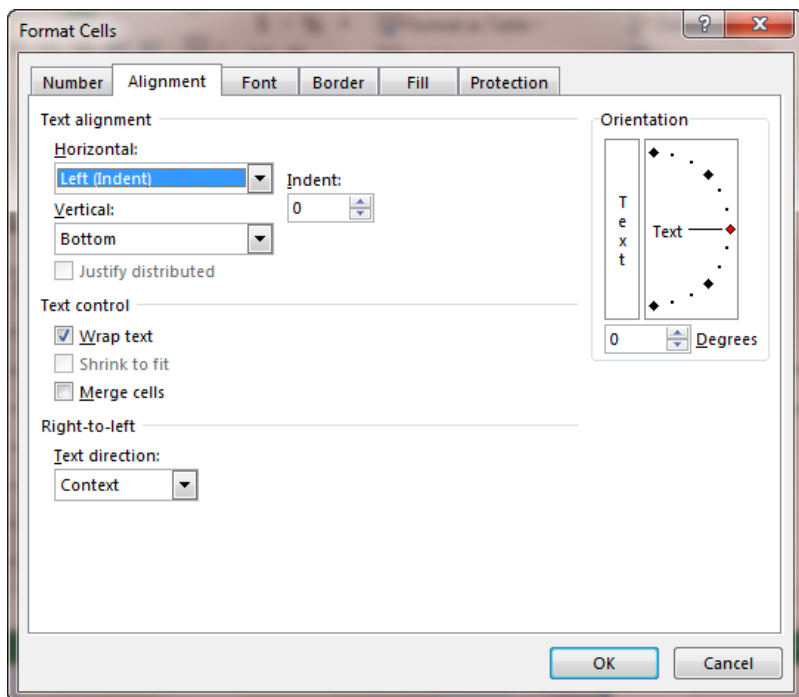 Format Cells
?
Number Alignment Font Border Fill Protection
Text alignment
Horizontal:
Left (Indent)
Indent:
0
Vertical:
Bottom
Justify distributed
Text control
Wrap text
Shrink to fit
Merge cells
Right-to-left
Text direction:
Context
Orientation
Text
Text
0 Degrees
OK Cancel